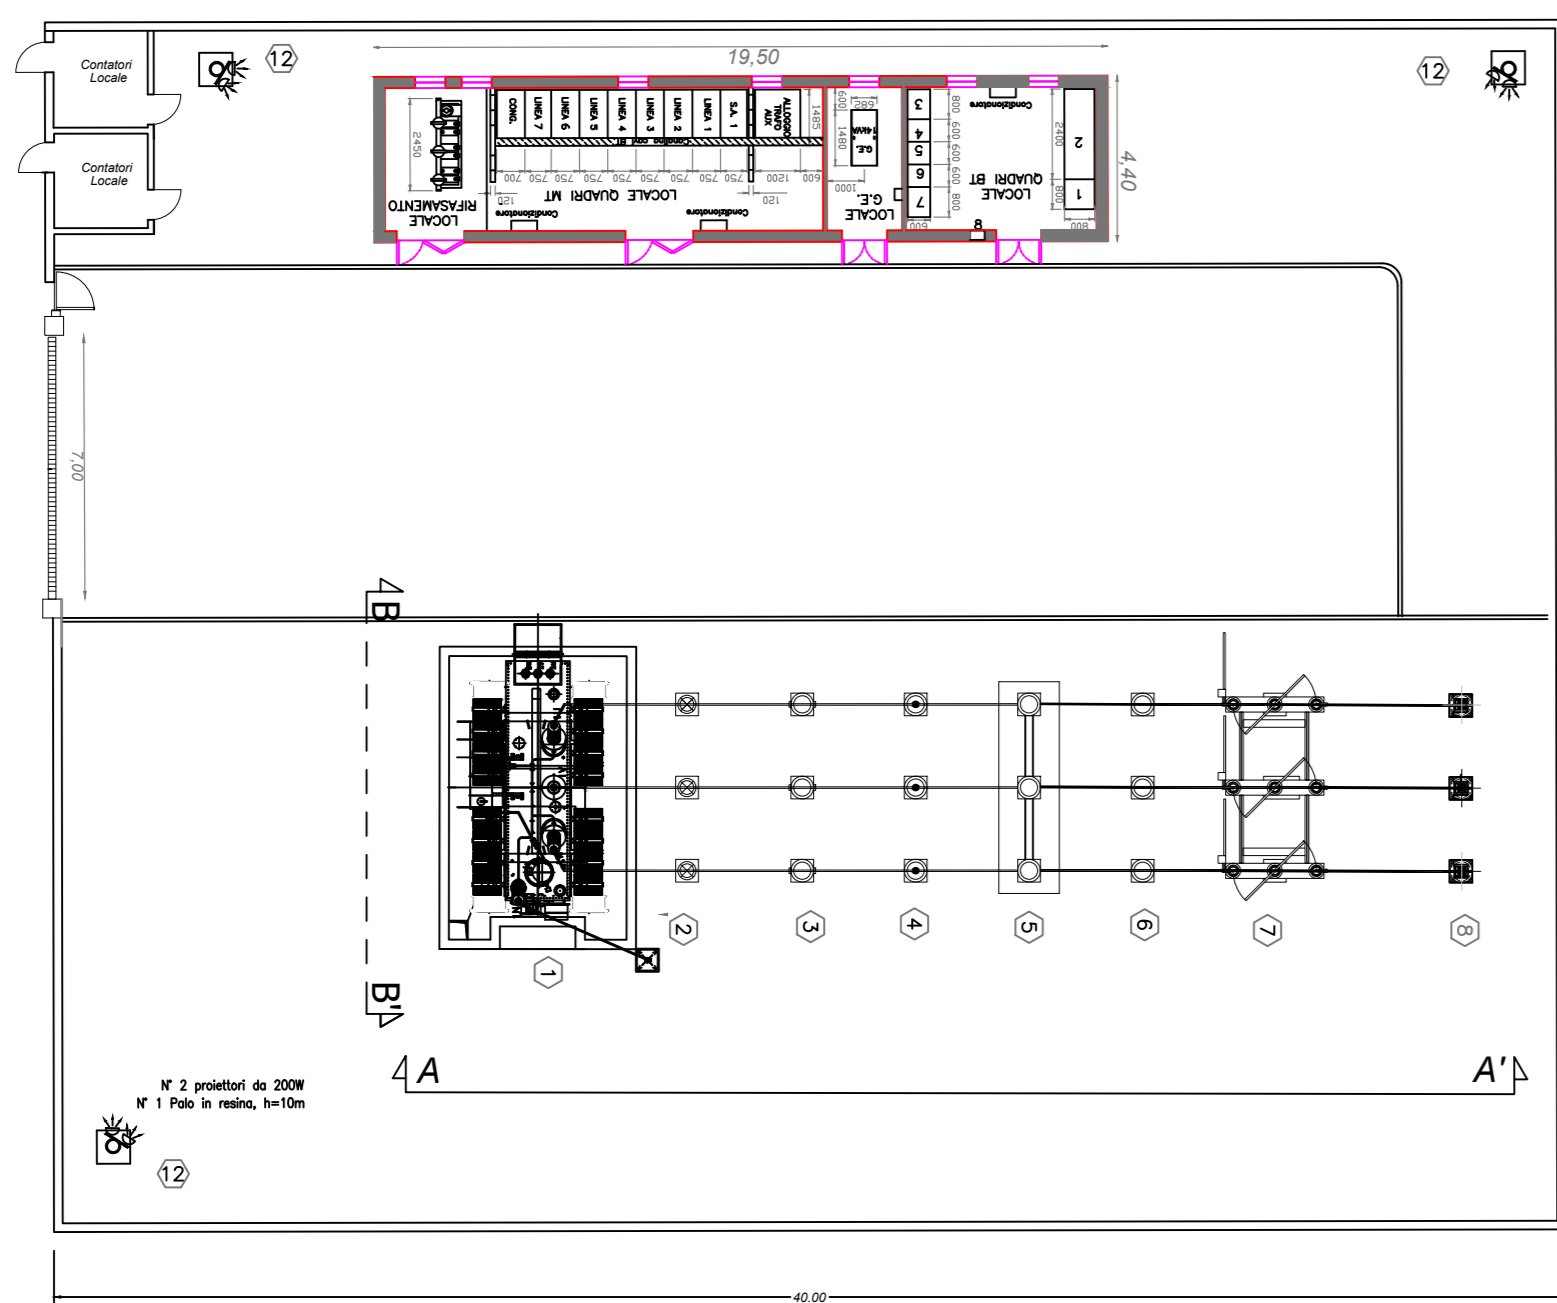 Contatori
Locale
Contatori
Locale
12
12
19,50
4,40
7,00
2450
LOCALE
RIFASAMENTO
120
CONG.
LINEA 7
LINEA 6
LINEA 5
LINEA 4
LINEA 3
LINEA 2
LINEA 1
S.A. 1
ALLOGGIO
TRAFO
AUX
1485
700
750
750
750
750
750
750
750
750
1200
600
120
LOCALE QUADRI MT
Condizionatore
Condizionatore
600
682
1480
G.E.
14kVA
1000
LOCALE
G.E.
3
4
5
6
7
800
600
600
600
800
600
Condizionatore
LOCALE
QUADRI BT
8
2
1
2400
800
800
B
B'
A
A'
1
2
3
4
5
6
7
8
N° 2 proiettori da 200W
N° 1 Palo in resina, h=10m
12
40.00